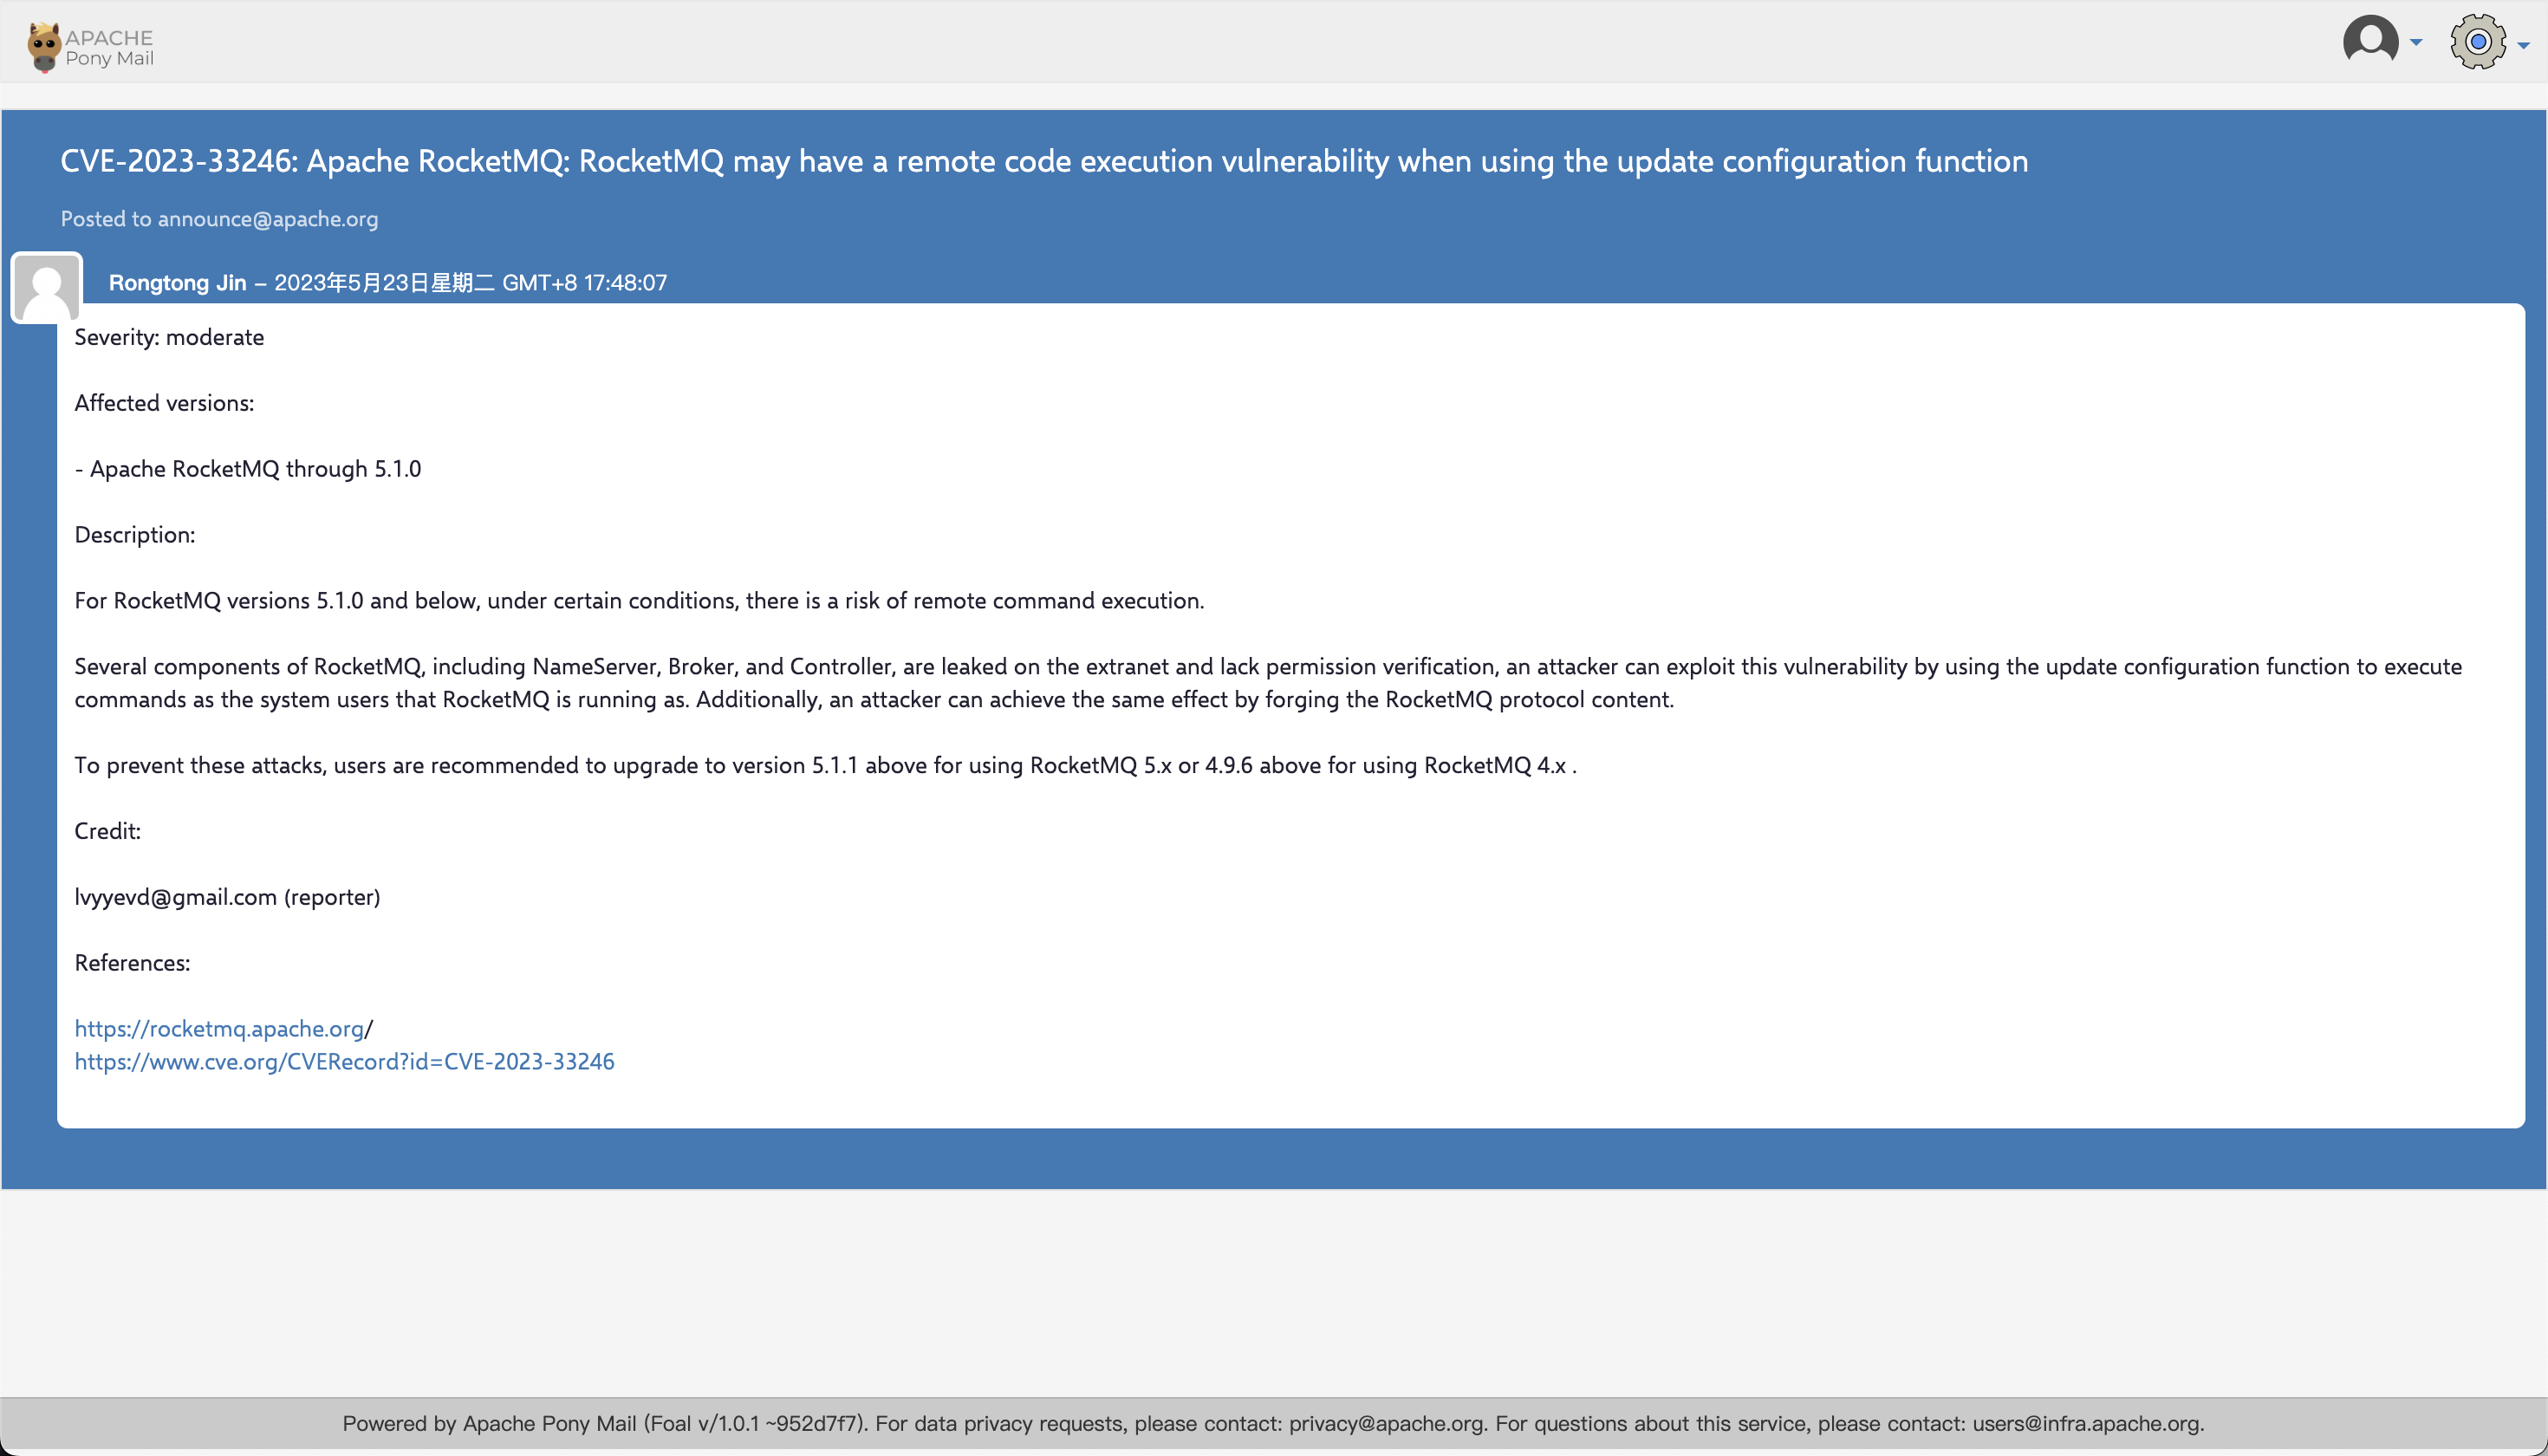 APACHE
Pony Mail
CVE-2023-33246: Apache RocketMQ: RocketMQ may have a remote code execution vulnerability when using the update configuration function
Posted to announce@apache.org
Rongtong Jin – 2023年5月23日星期二 GMT+8 17:48:07
Severity: moderate
Affected versions:
- Apache RocketMQ through 5.1.0
Description:
For RocketMQ versions 5.1.0 and below, under certain conditions, there is a risk of remote command execution.
Several components of RocketMQ, including NameServer, Broker, and Controller, are leaked on the extranet and lack permission verification, an attacker can exploit this vulnerability by using the update configuration function to execute
commands as the system users that RocketMQ is running as. Additionally, an attacker can achieve the same effect by forging the RocketMQ protocol content.
To prevent these attacks, users are recommended to upgrade to version 5.1.1 above for using RocketMQ 5.x or 4.9.6 above for using RocketMQ 4.x .
Credit:
lvyyevd@gmail.com (reporter)
References:
https://rocketmq.apache.org/
https://www.cve.org/CVERecord?id=CVE-2023-33246
Powered by Apache Pony Mail (Foal v/1.0.1 ~952d7f7). For data privacy requests, please contact: privacy@apache.org. For questions about this service, please contact: users@infra.apache.org.